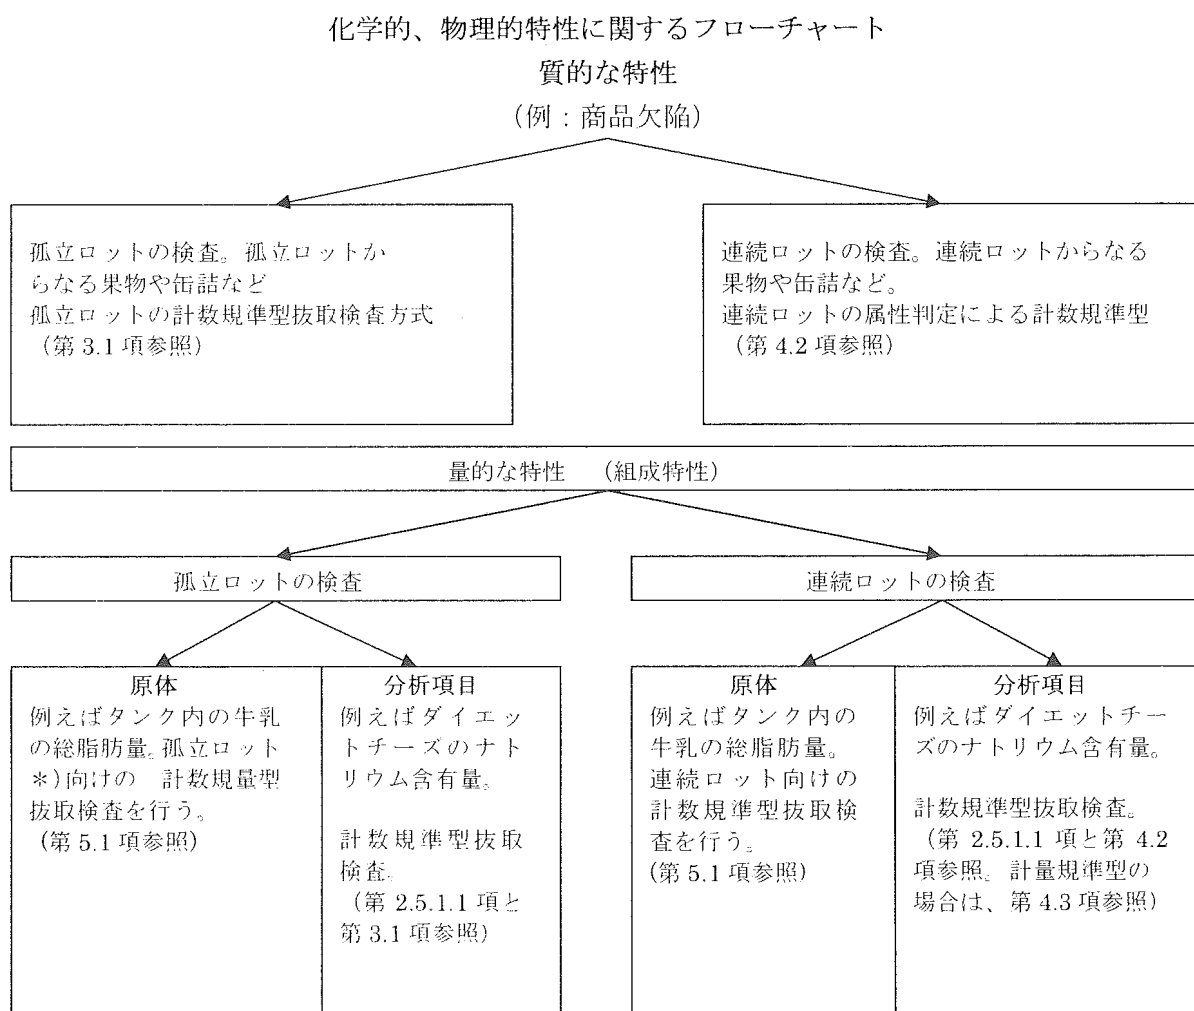 化学的、物理的特性に関するフローチャート
質的な特性
（例：商品欠陥）
孤立ロットの検査。孤立ロットか
らなる果物や缶詰など
孤立ロットの計数規準型抜取検査方式
（第 3.1 項参照）
連続ロットの検査。連続ロットからなる
果物や缶詰など。
連続ロットの属性判定による計数規準型
（第 4.2 項参照）
量的な特性　（組成特性）
孤立ロットの検査
連続ロットの検査
原体
例えばタンク内の牛乳
の総脂肪量。孤立ロット
＊)向けの　計数規量型
抜取検査を行う。
(第 5.1 項参照)
分析項目
例えばダイエッ
トチーズのナト
リウム含有量。
計数規準型抜取
検査。
（第 2.5.1.1 項と
第 3.1 項参照）
原体
例えばタンク内の
牛乳の総脂肪量。
連続ロット向けの
計数規準型抜取検
査を行う。
(第 5.1 項参照)
分析項目
例えばダイエットチー
ズのナトリウム含有量。
計数規準型抜取検査。
（第 2.5.1.1 項と第 4.2
項参照。計量規準型の
場合は、第 4.3 項参照）